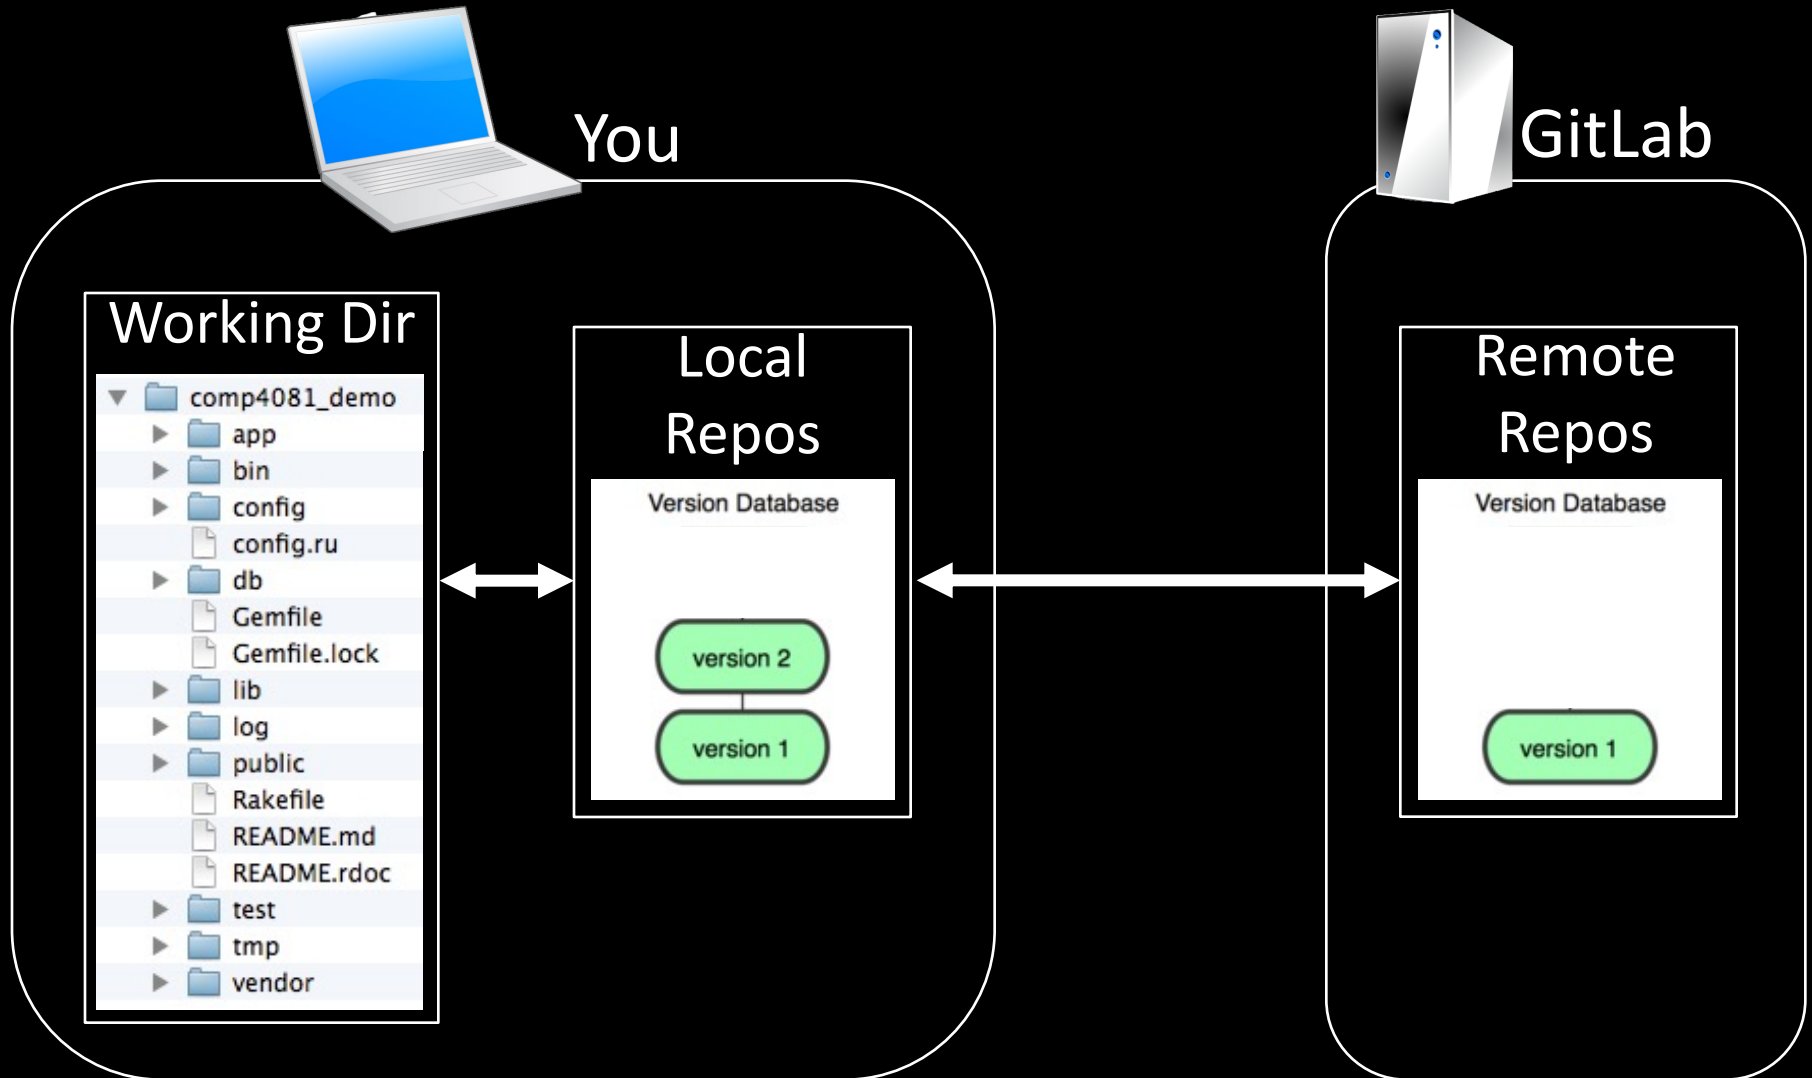 You
GitLab
Working Dir
comp4081_demo
app
bin
config
config.ru
db
Gemfile
Gemfile.lock
lib
log
public
Rakefile
README.md
README.rdoc
test
tmp
vendor
Local
Repos
Version Database
version 2
version 1
Remote
Repos
Version Database
version 1